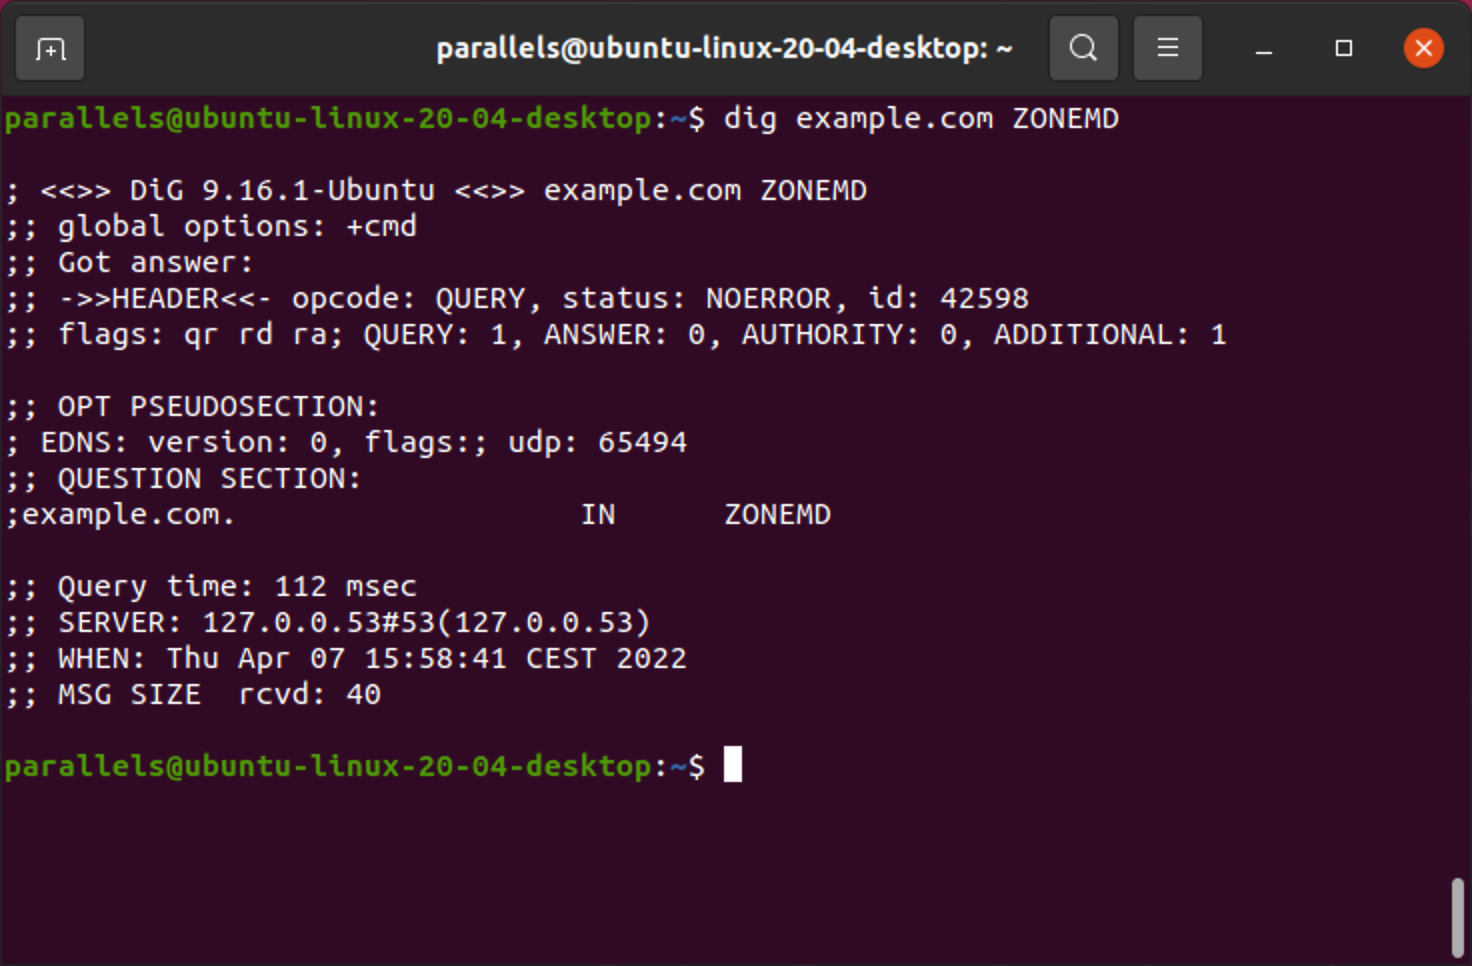 parallels@ubuntu-linux-20-04-desktop: ~
parallels@ubuntu-linux-20-04-desktop:~$ dig example.com ZONEMD
; <<>> DiG 9.16.1-Ubuntu <<>> example.com ZONEMD
;; global options: +cmd
;; Got answer:
;; ->>HEADER<<- opcode: QUERY, status: NOERROR, id: 42598
;; flags: qr rd ra; QUERY: 1, ANSWER: 0, AUTHORITY: 0, ADDITIONAL: 1
;; OPT PSEUDOSECTION:
; EDNS: version: 0, flags:; udp: 65494
;; QUESTION SECTION:
;example.com. IN ZONEMD
;; Query time: 112 msec
;; SERVER: 127.0.0.53#53(127.0.0.53)
;; WHEN: Thu Apr 07 15:58:41 CEST 2022
;; MSG SIZE  rcvd: 40
parallels@ubuntu-linux-20-04-desktop:~$